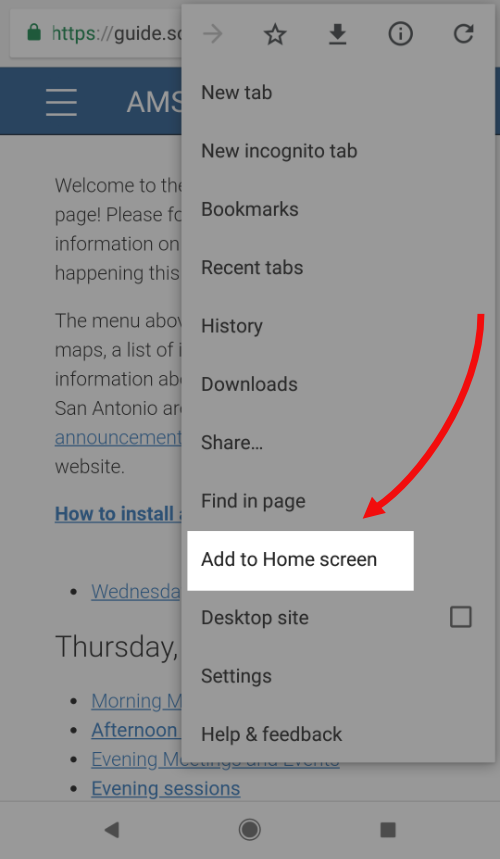 https://guide.sc
AMS
Welcome to the
page! Please fo
information on
happening this
The menu abov
maps, a list of i
information abo
San Antonio are
announcement
website.
How to install a
Wednesda
Thursday,
Morning M
Afternoon
Evening Meetings and Events
Evening sessions
New tab
New incognito tab
Bookmarks
Recent tabs
History
Downloads
Share...
Find in page
Add to Home screen
Desktop site
Settings
Help & feedback